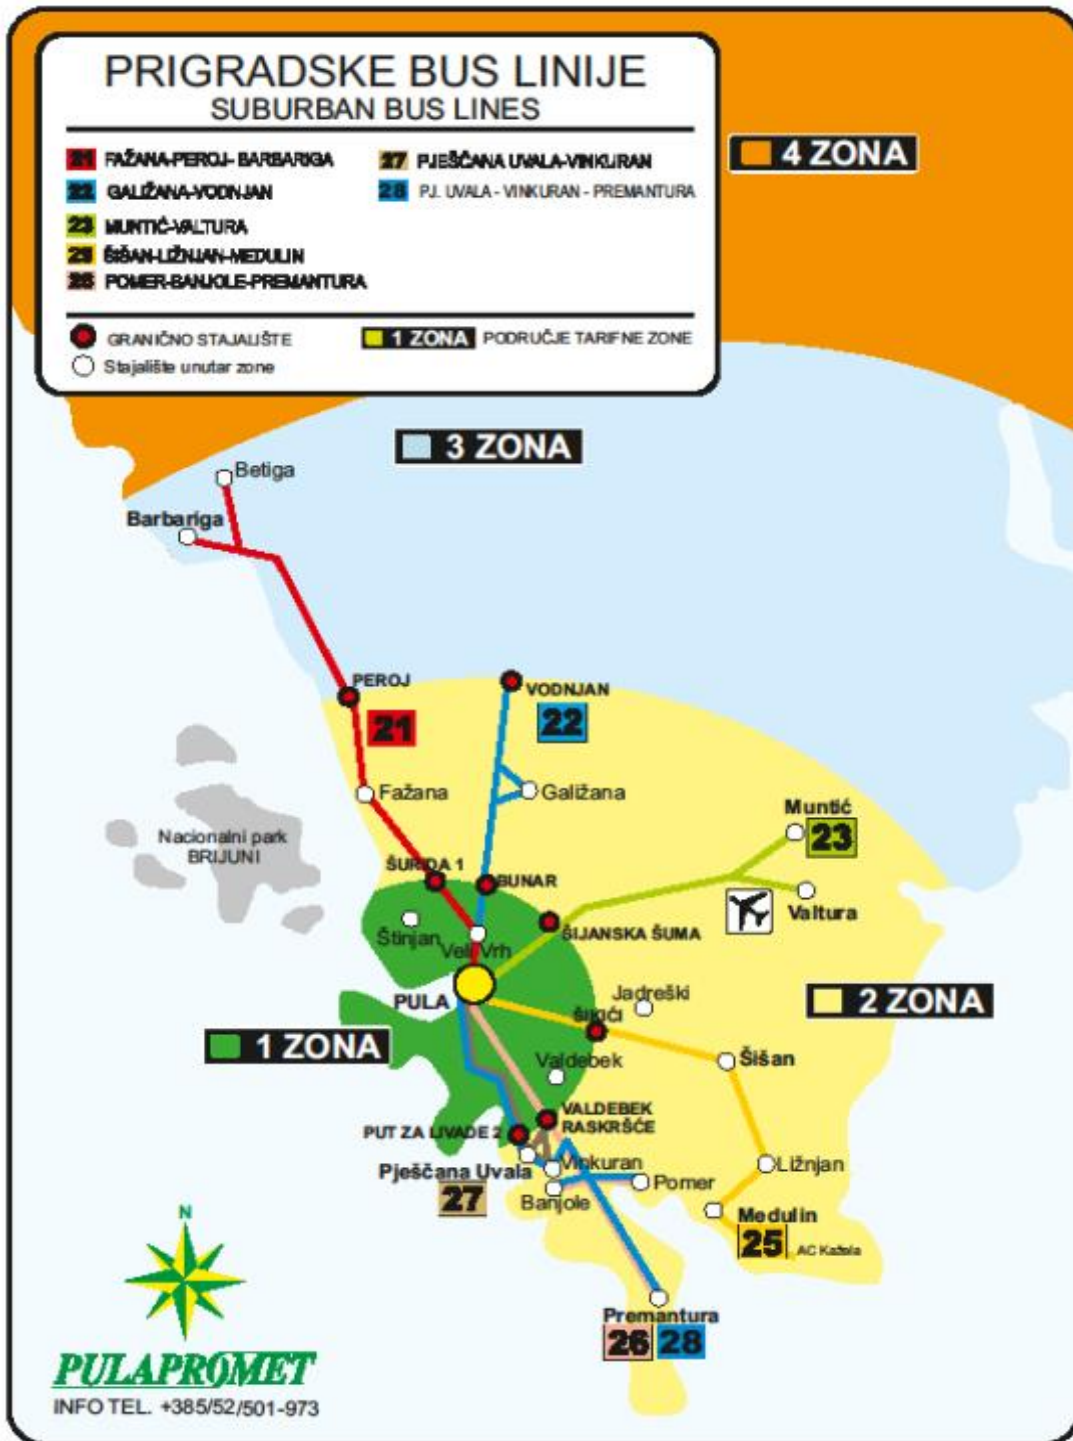 PRIGRADSKE BUS LINIJE
SUBURBAN BUS LINES
21 FAŽANA-PEROJ- BARBARIGA
22 GALIŽANA-VODNJAN
23 MUNTIĆ-VALTURA
25 ŠIŠAN-LIŽNJAN-MEDULIN
26 POMER-BANJOLE-PREMANTURA
27 PJEŠČANA UVALA-VINKURAN
28 PJ. UVALA - VINKURAN - PREMANTURA
GRANIČNO STAJALIŠTE
Stajalište unutar zone
1 ZONA PODRUČJE TARIFNE ZONE
4 ZONA
3 ZONA
Betiga
Barbariga
PEROJ
21
VODNJAN
22
Fažana
Galižana
Muntić
23
Nacionalni park
BRIJUNI
ŠURIDA 1
BUNAR
Valtura
Štinjan
Veli Vrh
ŠIJANSKA ŠUMA
PULA
Jadreški
2 ZONA
ŠIKIĆI
1 ZONA
Valdebek
Šišan
VALDEBEK
RASKRŠĆE
PUT ZA LIVADE 2
Pješčana Uvala
Vinkuran
Ližnjan
27
Banjole
Pomer
Medulin
25
AC Kažela
N
Premantura
26 28
PULAPROMET
INFO TEL. +385/52/501-973